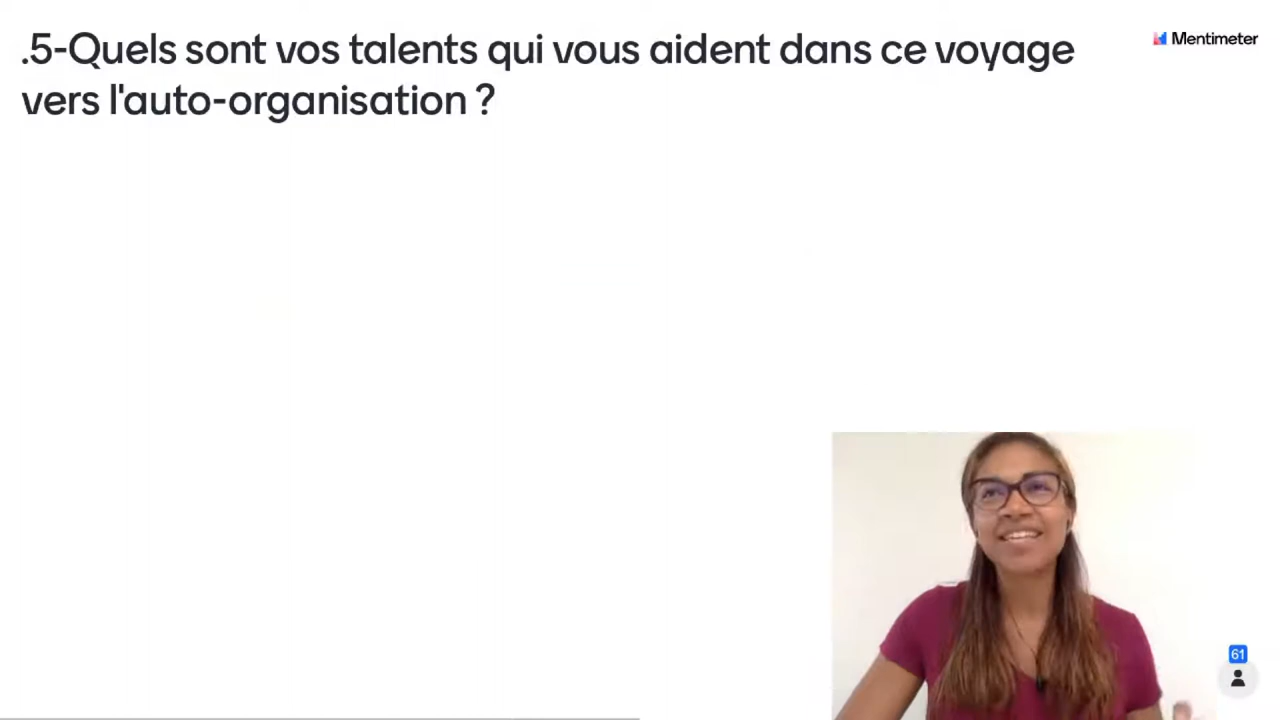 .5-Quels sont vos talents qui vous aident dans ce voyage
vers l'auto-organisation ?
Mentimeter
61